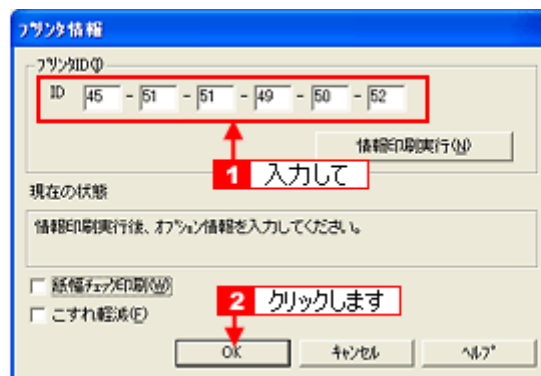 プリンタ情報
プリンタID(I)
ID 45 - 51 - 51 - 49 - 50 - 52
情報印刷実行(N)
1 入力して
現在の状態
情報印刷実行後、オプション情報を入力してください。
紙幅チェック印刷(W)
2 クリックします
こすれ軽減(F)
OK キャンセル ヘルプ